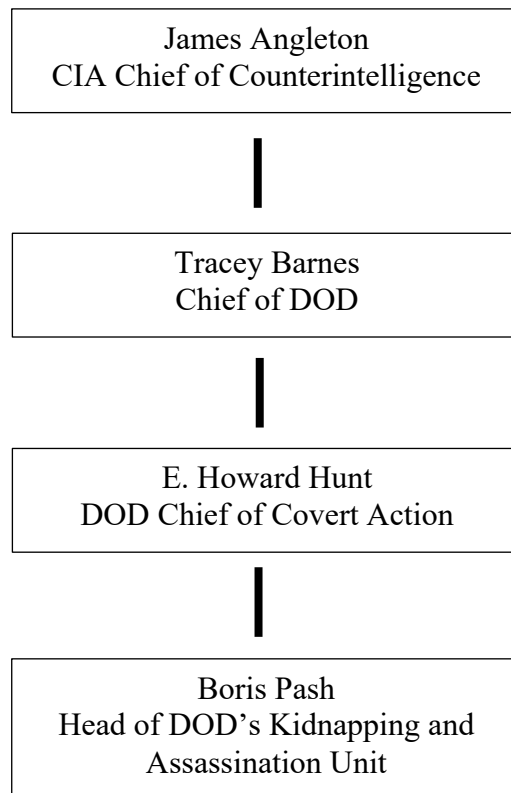 James Angleton
CIA Chief of Counterintelligence
Tracey Barnes
Chief of DOD
E. Howard Hunt
DOD Chief of Covert Action
Boris Pash
Head of DOD’s Kidnapping and
Assassination Unit